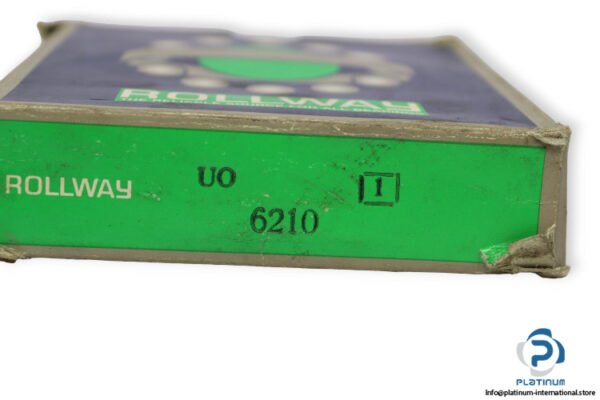 ROLLWAY
ROLLWAY
UO
1
6210
PLATINUM
Info@platinum-international.store